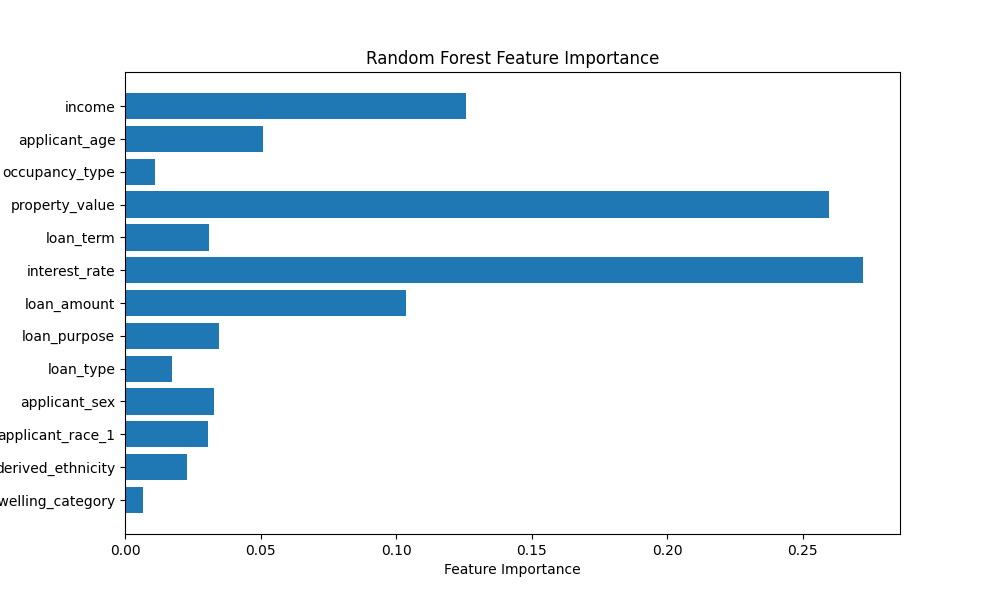 Random Forest Feature Importance
income
applicant_age
occupancy_type
property_value
loan_term
interest_rate
loan_amount
loan_purpose
loan_type
applicant_sex
applicant_race_1
derived_ethnicity
welling_category
0.00 0.05 0.10 0.15 0.20 0.25
Feature Importance